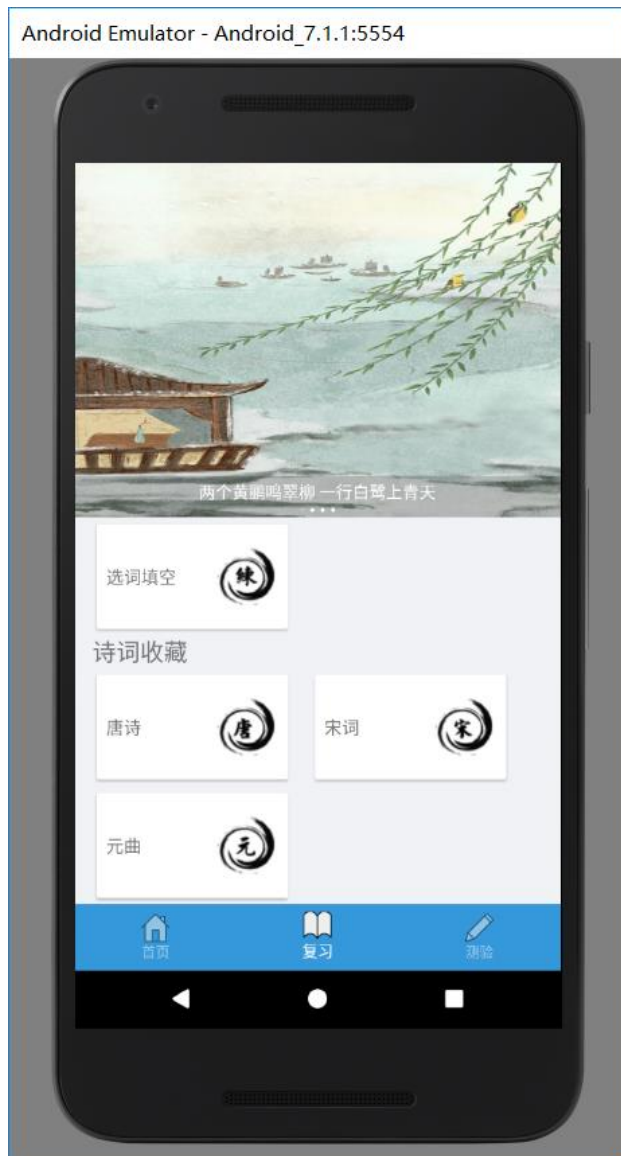 Android Emulator - Android_7.1.1:5554
两个黄鹂鸣翠柳 一行白鹭上青天
选词填空
练
诗词收藏
唐诗
唐
宋词
宋
元曲
元
首页
复习
测验